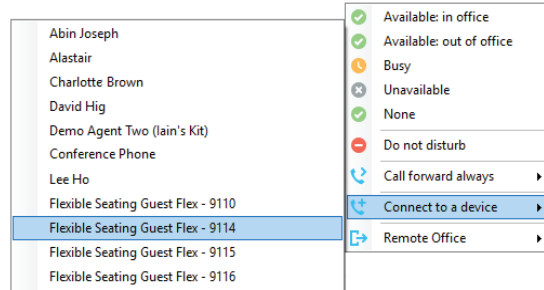 Abin Joseph
Alastair
Charlotte Brown
David Hig
Demo Agent Two (Iain's Kit)
Conference Phone
Lee Ho
Flexible Seating Guest Flex - 9110
Flexible Seating Guest Flex - 9114
Flexible Seating Guest Flex - 9115
Flexible Seating Guest Flex - 9116
Available: in office
Available: out of office
Busy
Unavailable
None
Do not disturb
Call forward always
Connect to a device
Remote Office